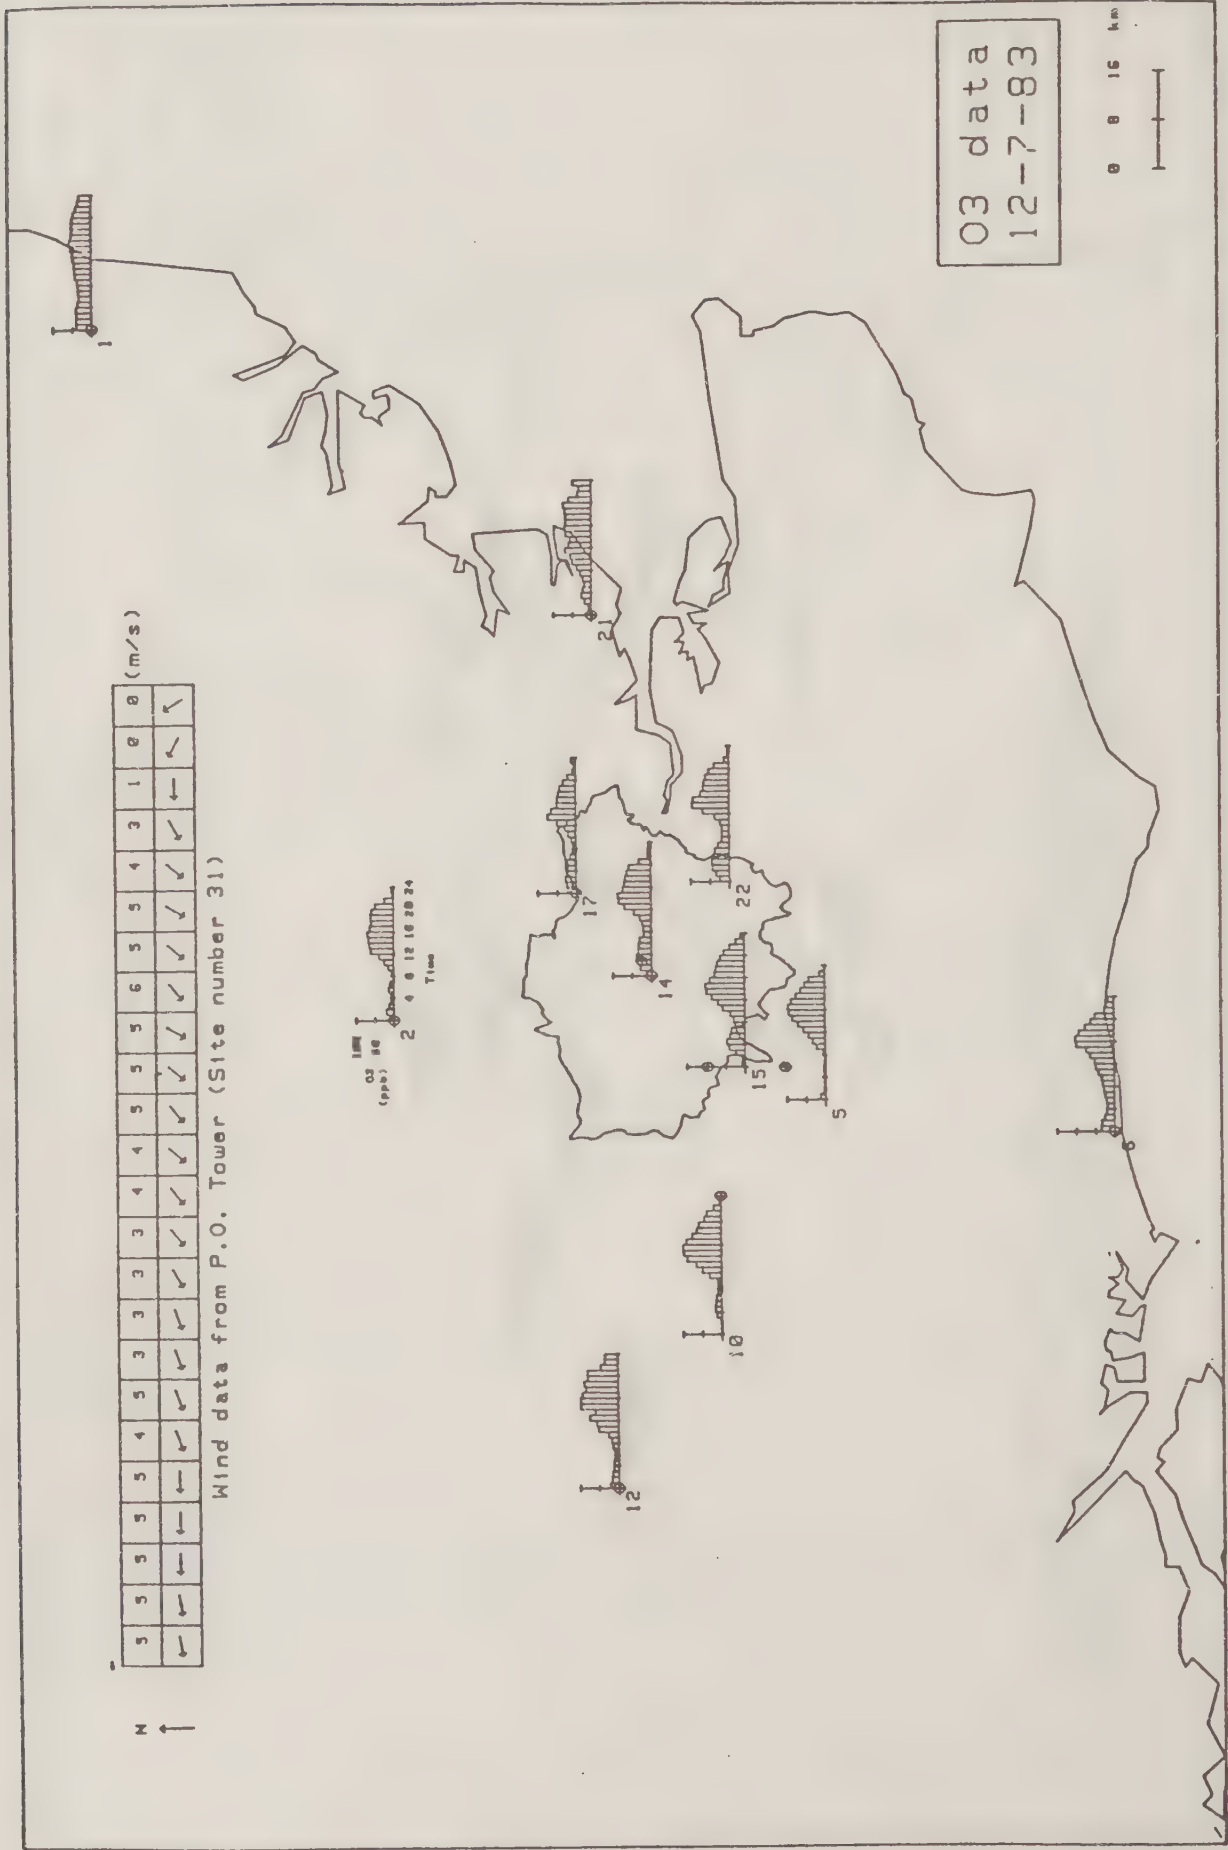 N
5 5 5 5 5 4 5 3 3 3 3 4 4 5 5 5 6 5 5 4 3 1 0 0 (m/s)
Wind data from P.O. Tower (Site number 31)
1
O3
(ppb)
2
4 8 12 16 20 24
Time
17
21
12
14
10
15
22
5
6
O3 data
12-7-83
0 8 16 km